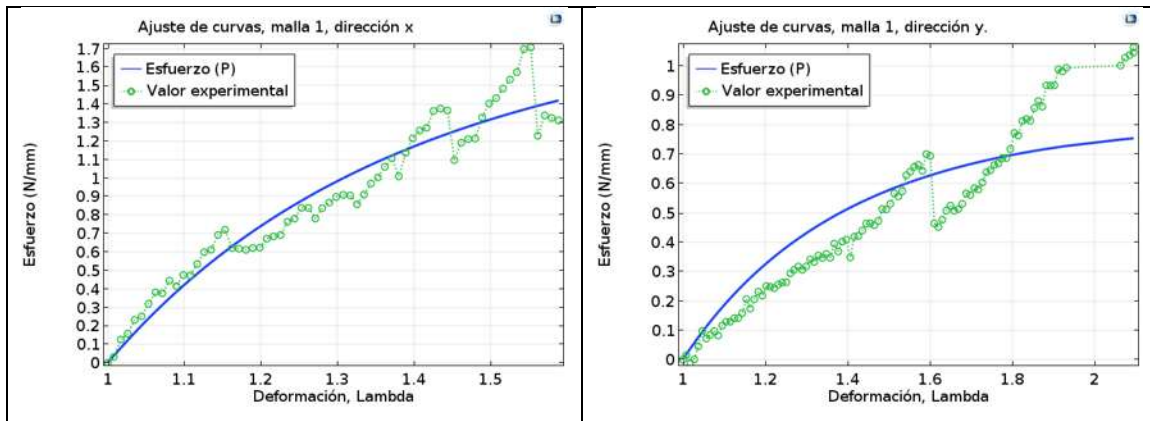 Ajuste de curvas, malla 1, dirección x
1.7
1.6
1.5
1.4
1.3
1.2
1.1
1
0.9
0.8
0.7
0.6
0.5
0.4
0.3
0.2
0.1
0
Esfuerzo (N/mm)
Esfuerzo (P)
Valor experimental
1 1.1 1.2 1.3 1.4 1.5
Deformación, Lambda
Ajuste de curvas, malla 1, dirección y.
1
0.9
0.8
0.7
0.6
0.5
0.4
0.3
0.2
0.1
0
Esfuerzo (N/mm)
Esfuerzo (P)
Valor experimental
1 1.2 1.4 1.6 1.8 2
Deformación, Lambda